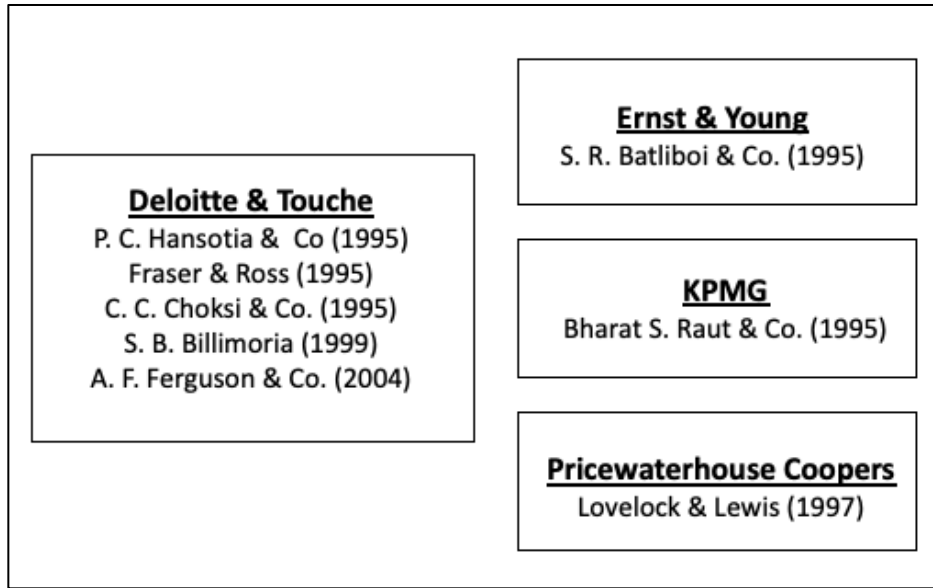 Deloitte & Touche
P. C. Hansotia & Co (1995)
Fraser & Ross (1995)
C. C. Choksi & Co. (1995)
S. B. Billimoria (1999)
A. F. Ferguson & Co. (2004)
Ernst & Young
S. R. Batliboi & Co. (1995)
KPMG
Bharat S. Raut & Co. (1995)
Pricewaterhouse Coopers
Lovelock & Lewis (1997)